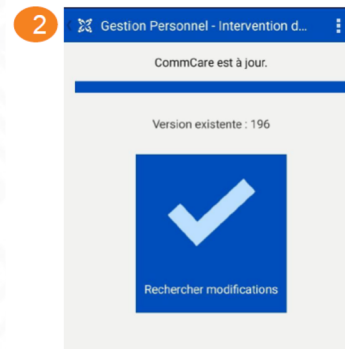 2
Gestion Personnel - Intervention d...
CommCare est à jour.
Version existente : 196
Rechercher modifications